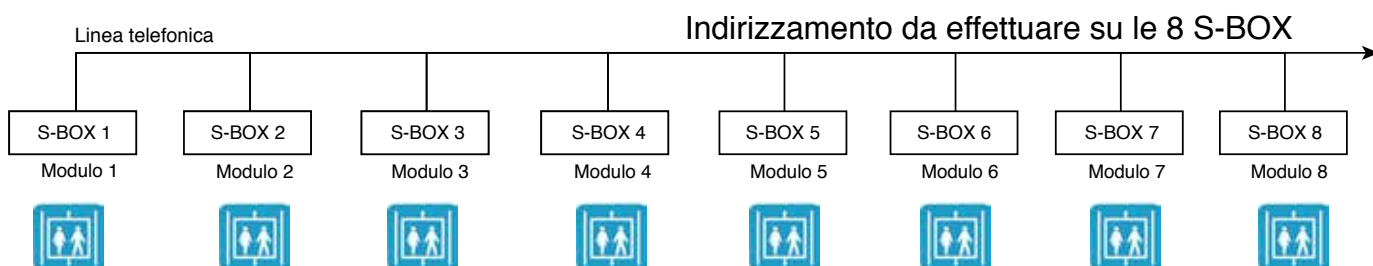 Indirizzamento da effettuare su le 8 S-BOX
Linea telefonica
S-BOX 1 S-BOX 2 S-BOX 3 S-BOX 4 S-BOX 5 S-BOX 6 S-BOX 7 S-BOX 8
Modulo 1 Modulo 2 Modulo 3 Modulo 4 Modulo 5 Modulo 6 Modulo 7 Modulo 8